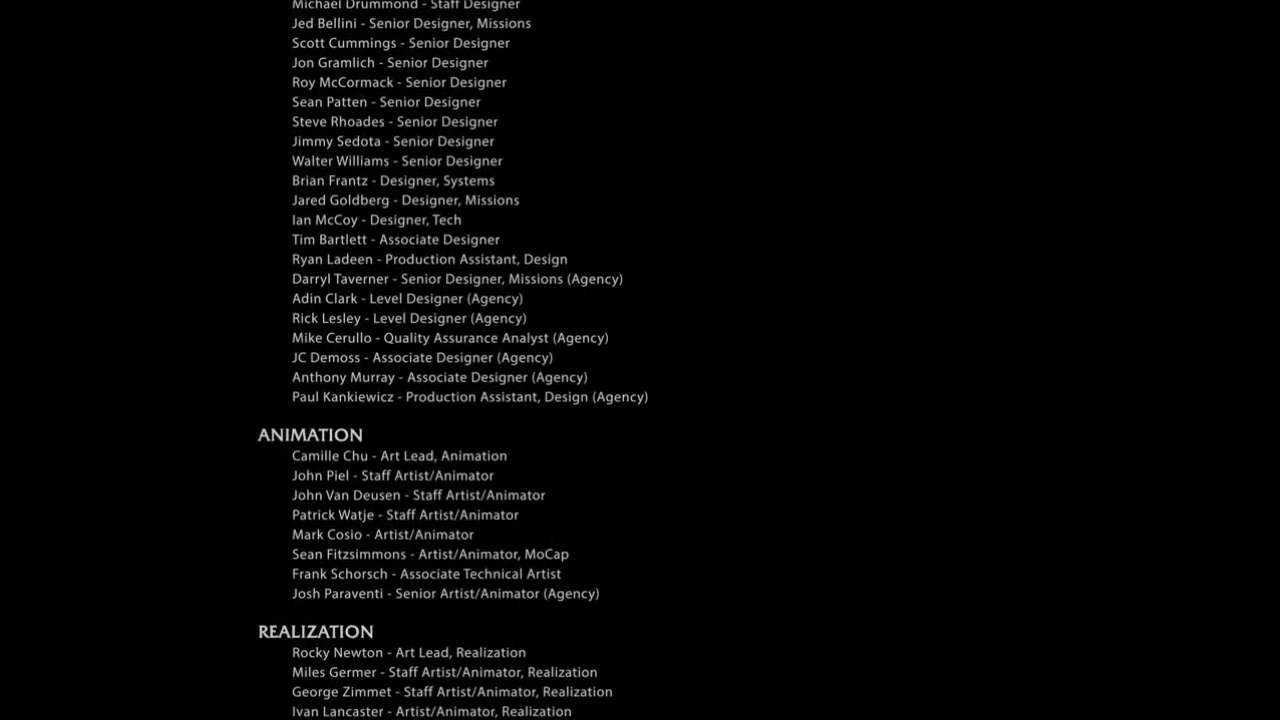 Michael Drummond - Staff Designer
Jed Bellini - Senior Designer, Missions
Scott Cummings - Senior Designer
Jon Gramlich - Senior Designer
Roy McCormack - Senior Designer
Sean Patten - Senior Designer
Steve Rhoades - Senior Designer
Jimmy Sedota - Senior Designer
Walter Williams - Senior Designer
Brian Frantz - Designer, Systems
Jared Goldberg - Designer, Missions
Ian McCoy - Designer, Tech
Tim Bartlett - Associate Designer
Ryan Ladeen - Production Assistant, Design
Darryl Taverner - Senior Designer, Missions (Agency)
Adin Clark - Level Designer (Agency)
Rick Lesley - Level Designer (Agency)
Mike Cerullo - Quality Assurance Analyst (Agency)
JC Demoss - Associate Designer (Agency)
Anthony Murray - Associate Designer (Agency)
Paul Kankiewicz - Production Assistant, Design (Agency)
ANIMATION
Camille Chu - Art Lead, Animation
John Piel - Staff Artist/Animator
John Van Deusen - Staff Artist/Animator
Patrick Watje - Staff Artist/Animator
Mark Cosio - Artist/Animator
Sean Fitzsimmons - Artist/Animator, MoCap
Frank Schorsch - Associate Technical Artist
Josh Paraventi - Senior Artist/Animator (Agency)
REALIZATION
Rocky Newton - Art Lead, Realization
Miles Germer - Staff Artist/Animator, Realization
George Zimmet - Staff Artist/Animator, Realization
Ivan Lancaster - Artist/Animator, Realization